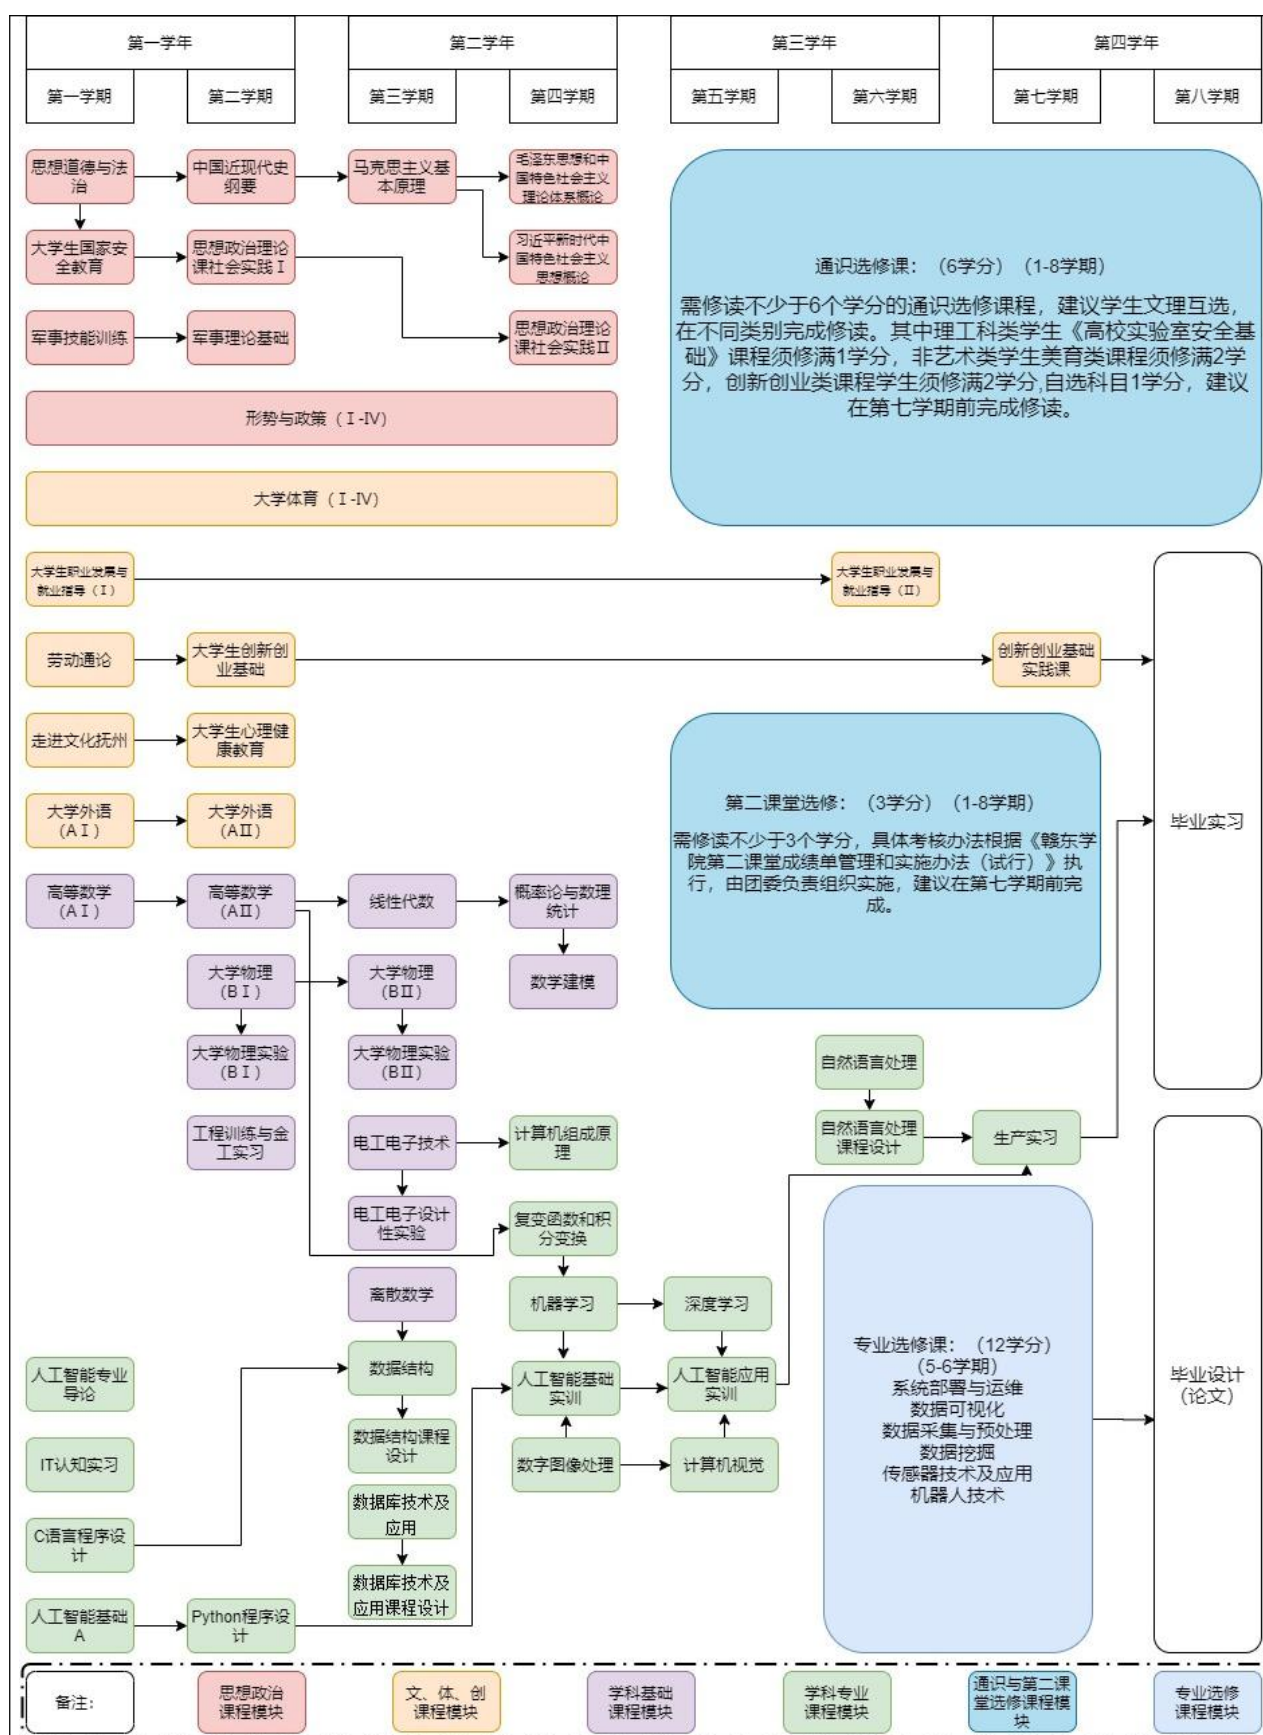 第一学年
第二学年
第三学年
第四学年
第一学期
第二学期
第三学期
第四学期
第五学期
第六学期
第七学期
第八学期
思想道德与法
治
中国近现代史
纲要
马克思主义基
本原理
毛泽东思想和中
国特色社会主义
理论体系概论
大学生国家安
全教育
思想政治理论
课社会实践Ⅰ
习近平新时代中
国特色社会主义
思想概论
军事技能训练
军事理论基础
思想政治理论
课社会实践Ⅱ
形势与政策（Ⅰ-Ⅳ）
大学体育（Ⅰ-Ⅳ）
通识选修课：（6学分）（1-8学期）
需修读不少于6个学分的通识选修课程，建议学生文理互选，
在不同类别完成修读。其中理工科类学生《高校实验室安全基
础》课程须修满1学分，非艺术类学生美育类课程须修满2学
分，创新创业类课程学生须修满2学分,自选科目1学分，建议
在第七学期前完成修读。
大学生职业发展与
就业指导（Ⅰ）
大学生职业发展与
就业指导（Ⅱ）
劳动通论
大学生创新创
业基础
创新创业基础
实践课
走进文化抚州
大学生心理健
康教育
大学外语
（AⅠ）
大学外语
（AⅡ）
第二课堂选修：（3学分）（1-8学期）
需修读不少于3个学分，具体考核办法根据《赣东学
院第二课堂成绩单管理和实施办法（试行）》执
行，由团委负责组织实施，建议在第七学期前完
成。
毕业实习
高等数学
（AⅠ）
高等数学
（AⅡ）
线性代数
概率论与数理
统计
大学物理
（BⅠ）
大学物理
（BⅡ）
数学建模
大学物理实验
（BⅠ）
大学物理实验
（BⅡ）
自然语言处理
工程训练与金
工实习
电工电子技术
计算机组成原
理
自然语言处理
课程设计
生产实习
电工电子设计
性实验
复变函数和积
分变换
离散数学
机器学习
深度学习
人工智能专业
导论
数据结构
人工智能基础
实训
人工智能应用
实训
专业选修课：（12学分）
（5-6学期）
系统部署与运维
数据可视化
数据采集与预处理
数据挖掘
传感器技术及应用
机器人技术
毕业设计
（论文）
IT认知实习
数据结构课程
设计
数字图像处理
计算机视觉
C语言程序设
计
数据库技术及
应用
数据库技术及
应用课程设计
人工智能基础
A
Python程序设
计
备注：
思想政治
课程模块
文、体、创
课程模块
学科基础
课程模块
学科专业
课程模块
通识与第二课
堂选修课程模
块
专业选修
课程模块